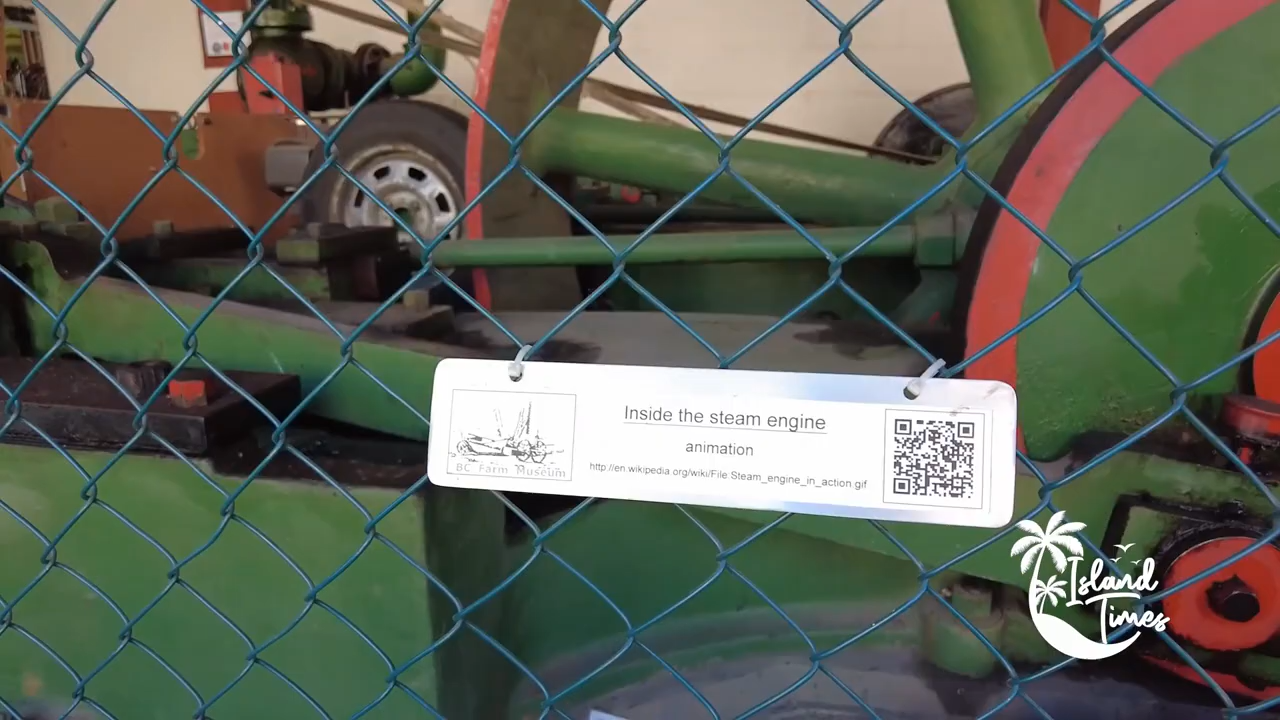 Inside the steam engine
animation
http://en.wikipedia.org/wiki/File:Steam_engine_in_action.gif
BC Farm Museum
Island
Times